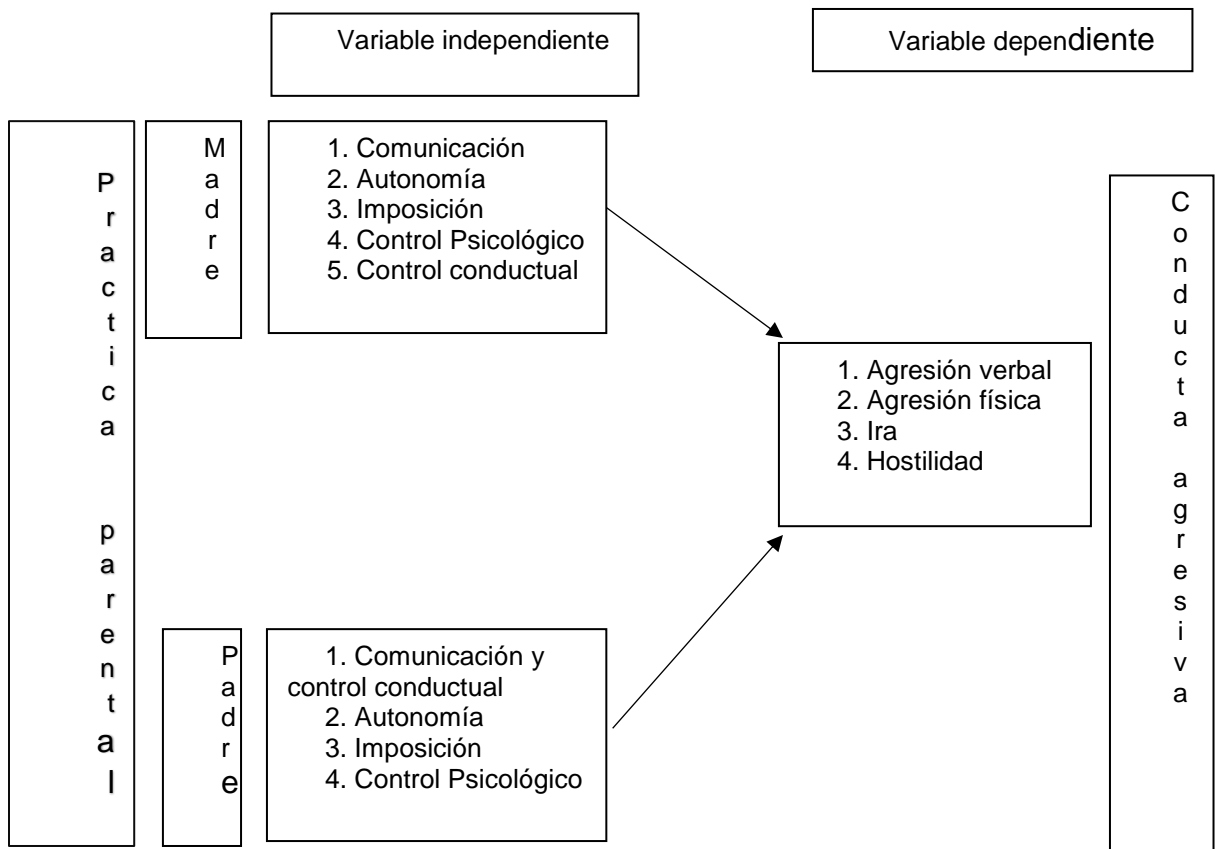 Variable independiente
Variable dependiente
Practica parental
Madre
1. Comunicación
2. Autonomía
3. Imposición
4. Control Psicológico
5. Control conductual
Padre
1. Comunicación y
control conductual
2. Autonomía
3. Imposición
4. Control Psicológico
1. Agresión verbal
2. Agresión física
3. Ira
4. Hostilidad
Conducta agresiva